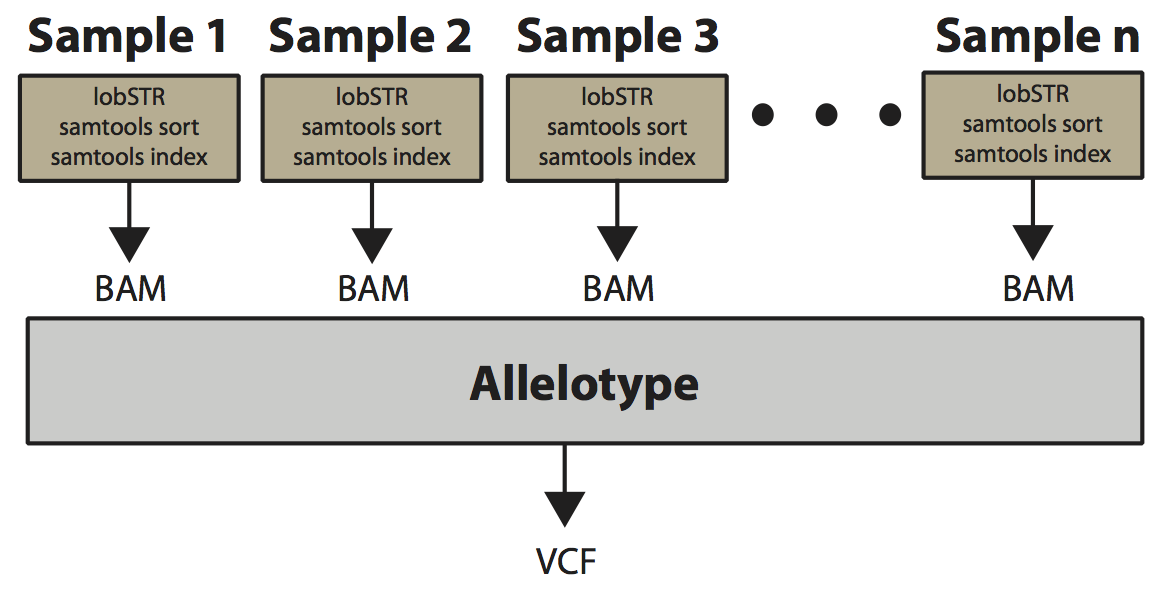 Sample 1
Sample 2
Sample 3
Sample n
lobSTR
samtools sort
samtools index
lobSTR
samtools sort
samtools index
lobSTR
samtools sort
samtools index
lobSTR
samtools sort
samtools index
BAM
BAM
BAM
BAM
Allelotype
VCF